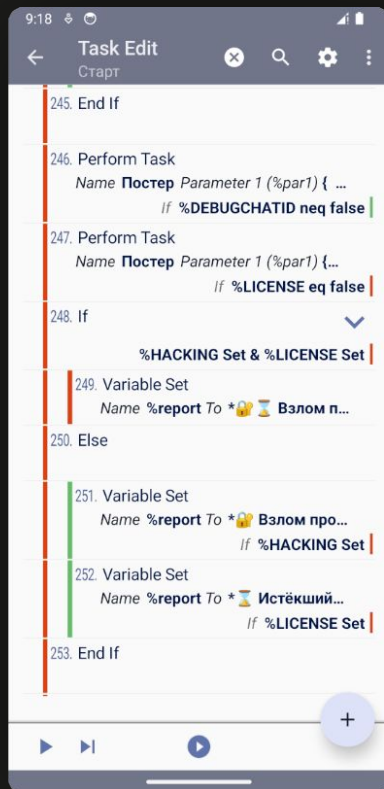 9:18
Task Edit
Старт
245. End If
246. Perform Task
Name Постер Parameter 1 (%par1) { ...
If %DEBUGCHATID neq false
247. Perform Task
Name Постер Parameter 1 (%par1) {...
If %LICENSE eq false
248. If
%HACKING Set & %LICENSE Set
249. Variable Set
Name %report To *🔐⌛ Взлом п...
250. Else
251. Variable Set
Name %report To *🔐 Взлом про...
If %HACKING Set
252. Variable Set
Name %report To *⌛ Истёкший...
If %LICENSE Set
253. End If